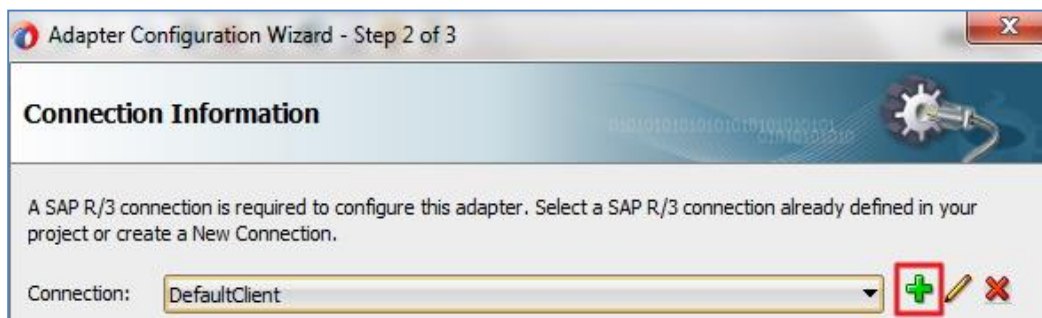 Adapter Configuration Wizard - Step 2 of 3
Connection Information
A SAP R/3 connection is required to configure this adapter. Select a SAP R/3 connection already defined in your
project or create a New Connection.
Connection: DefaultClient